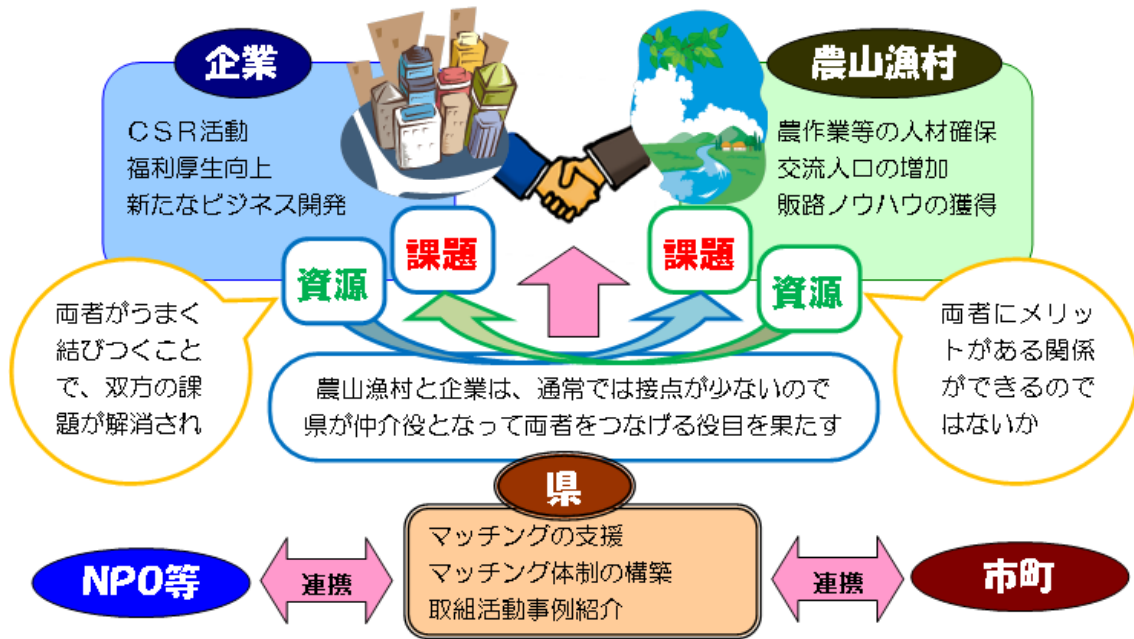 企業
CSR活動
福利厚生向上
新たなビジネス開発
農山漁村
農作業等の人材確保
交流人口の増加
販路ノウハウの獲得
課題
資源
課題
資源
両者がうまく
結びつくこと
で、双方の課
題が解消され
両者にメリッ
トがある関係
ができるので
はないか
農山漁村と企業は、通常では接点が少ないので
県が仲介役となって両者をつなげる役目を果たす
県
マッチングの支援
マッチング体制の構築
取組活動事例紹介
NPO等
連携
連携
市町